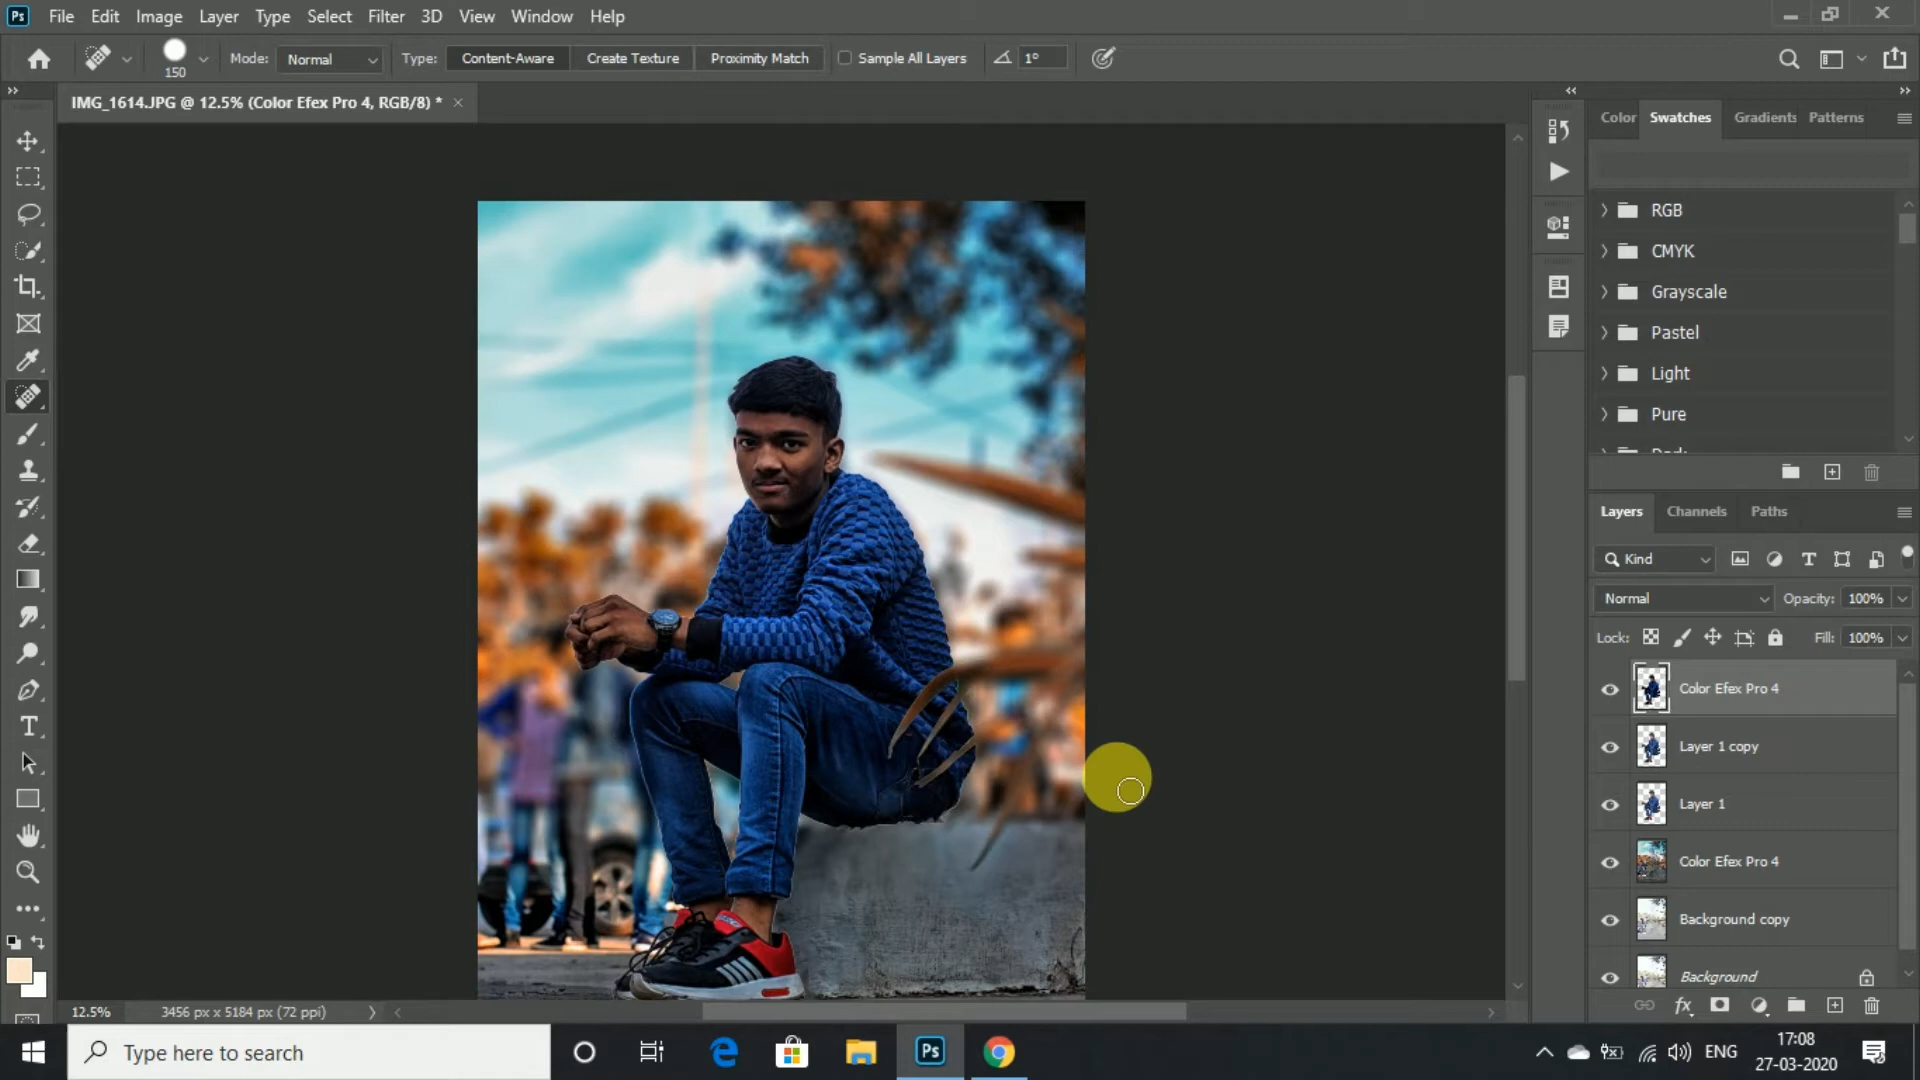 Ps File Edit Image Layer Type Select Filter 3D View Window Help
150 Mode: Normal Type: Content-Aware Create Texture Proximity Match Sample All Layers 1°
IMG_1614.JPG @ 12.5% (Color Efex Pro 4, RGB/8) *
Color Swatches Gradients Patterns
RGB
CMYK
Grayscale
Pastel
Light
Pure
Layers Channels Paths
Kind
Normal Opacity: 100%
Lock: Fill: 100%
Color Efex Pro 4
Layer 1 copy
Layer 1
Color Efex Pro 4
Background copy
Background
fx
12.5% 3456 px x 5184 px (72 ppi)
Type here to search
Ps
ENG
17:08
27-03-2020